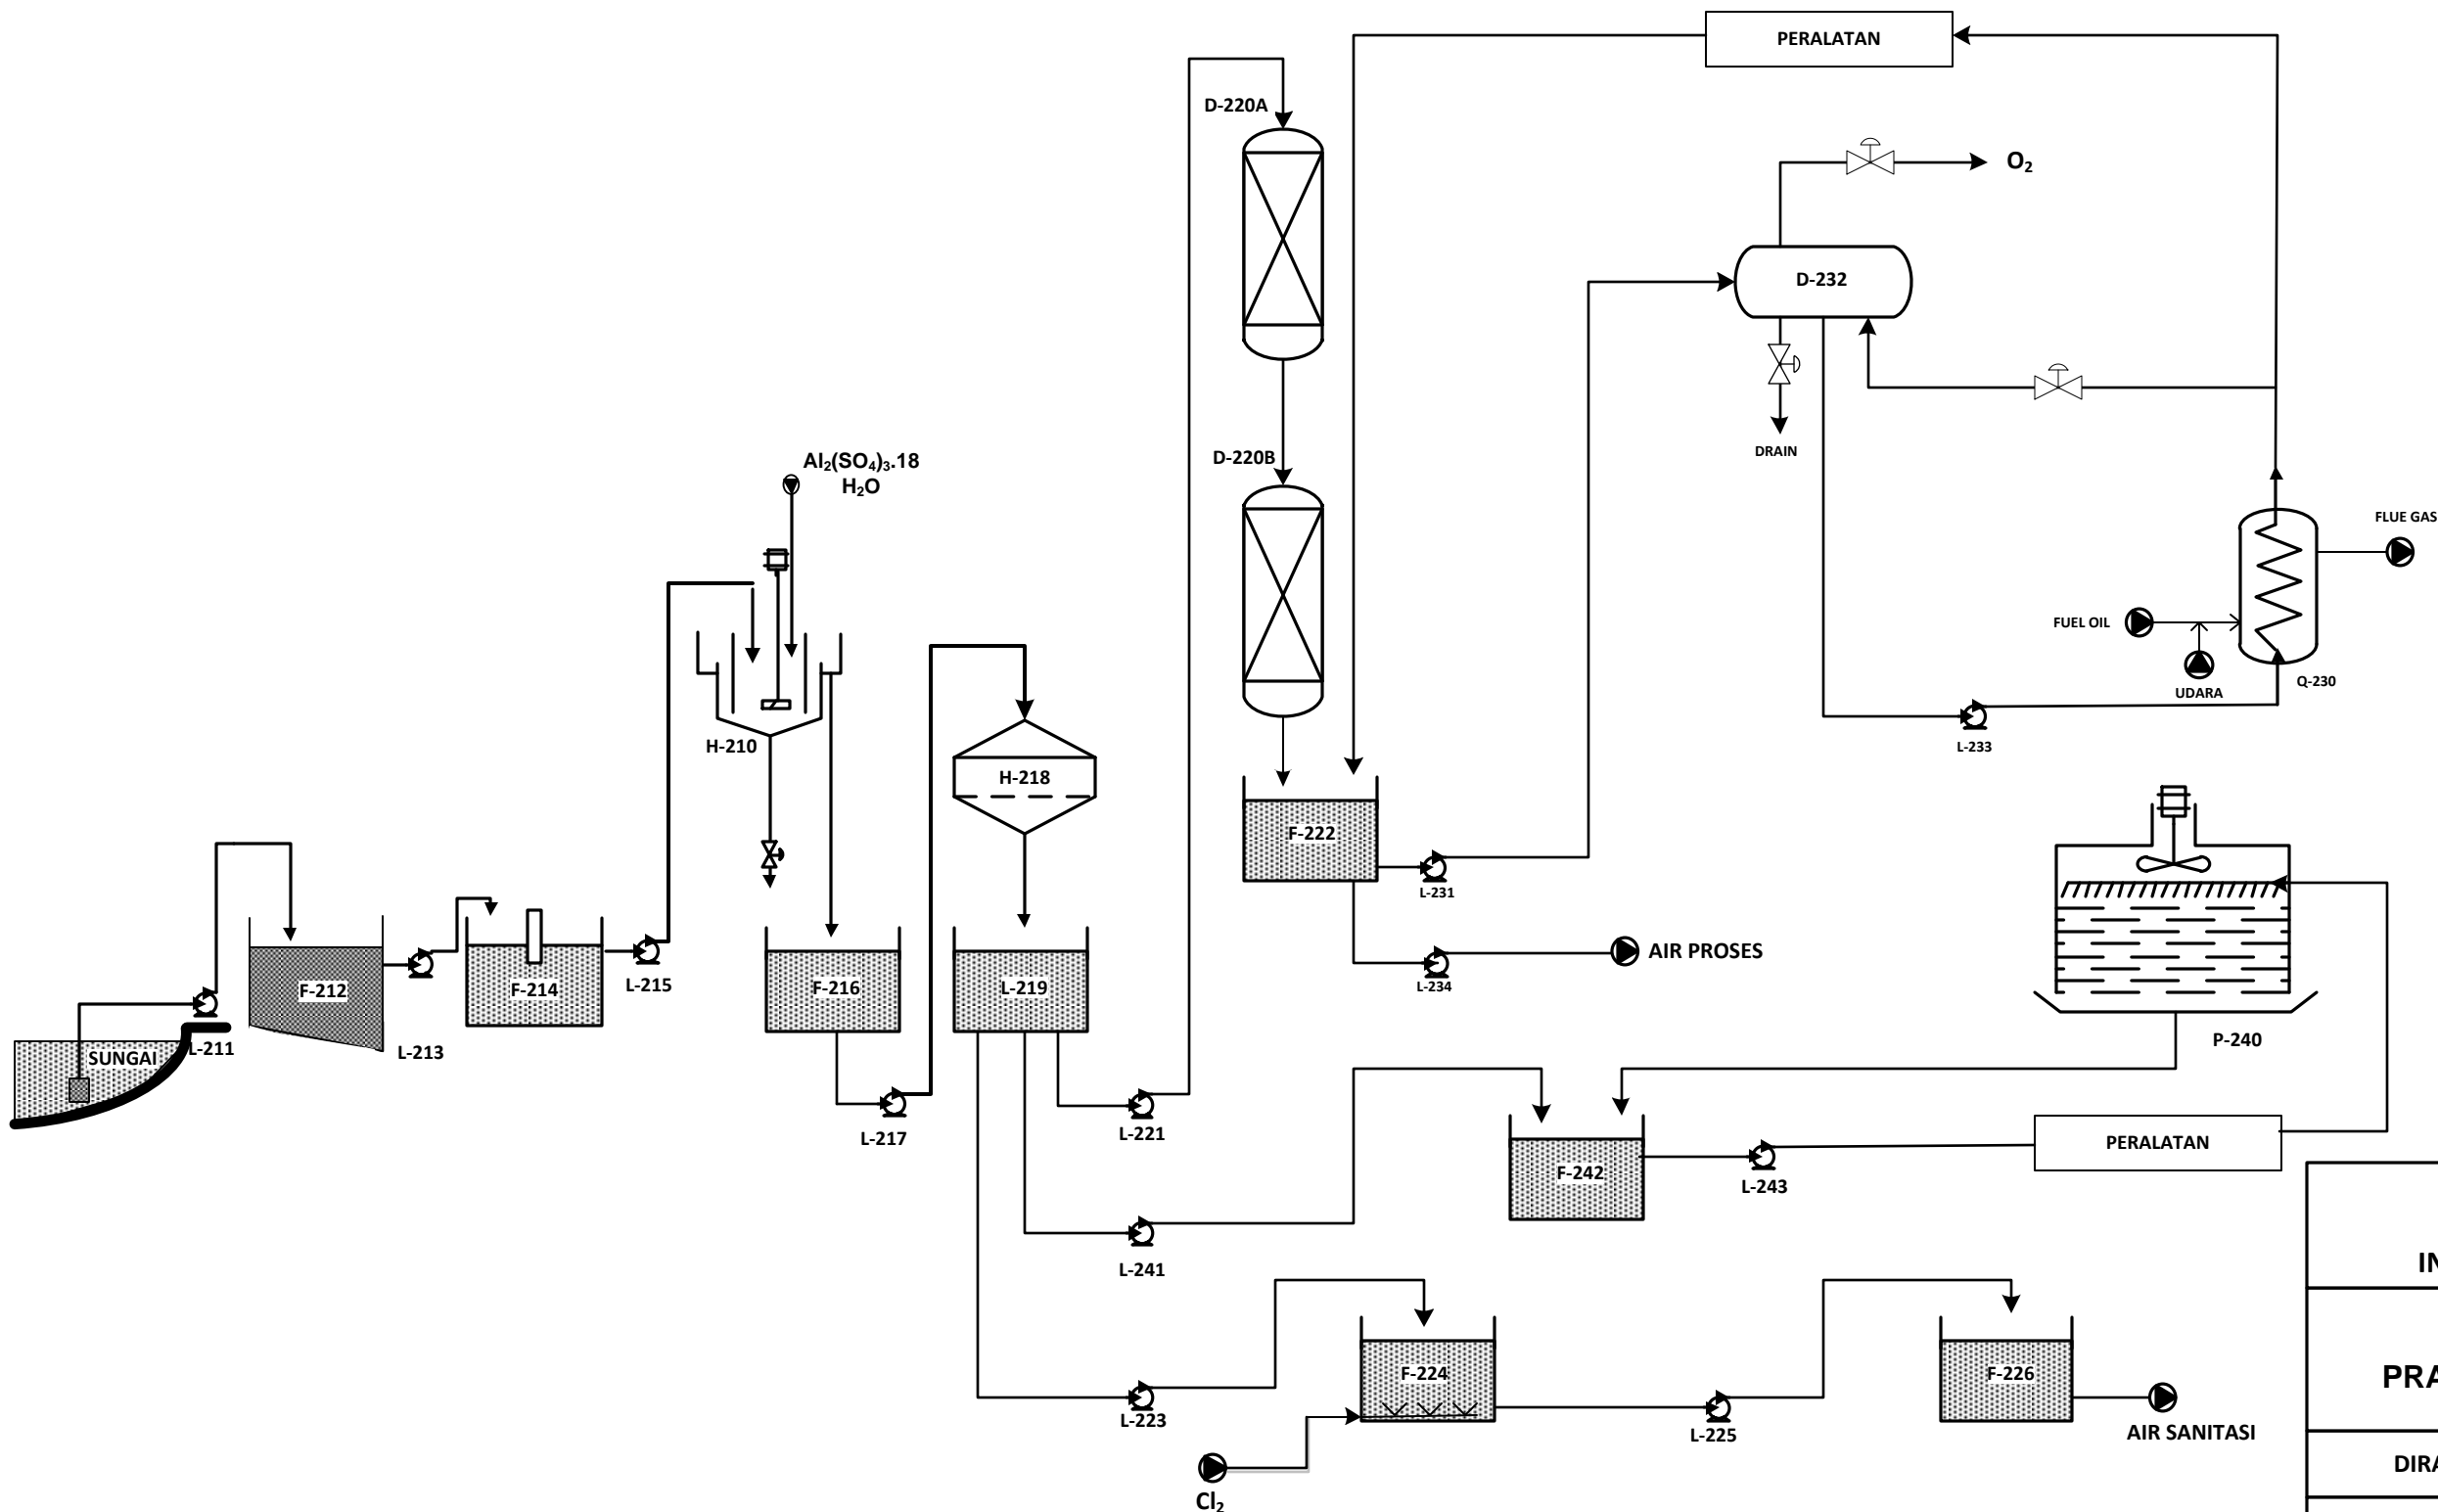 PERALATAN
D-220A
O₂
D-232
DRAIN
D-220B
Al₂(SO₄)₃.18
H₂O
FLUE GAS
FUEL OIL
UDARA
Q-230
L-233
H-210
H-218
F-222
L-231
L-234
AIR PROSES
F-212
F-214
L-215
F-216
L-219
SUNGAI
L-211
L-213
L-217
L-221
P-240
F-242
L-243
PERALATAN
L-241
IN
F-224
F-226
PRA
L-223
L-225
AIR SANITASI
DIRA
Cl₂